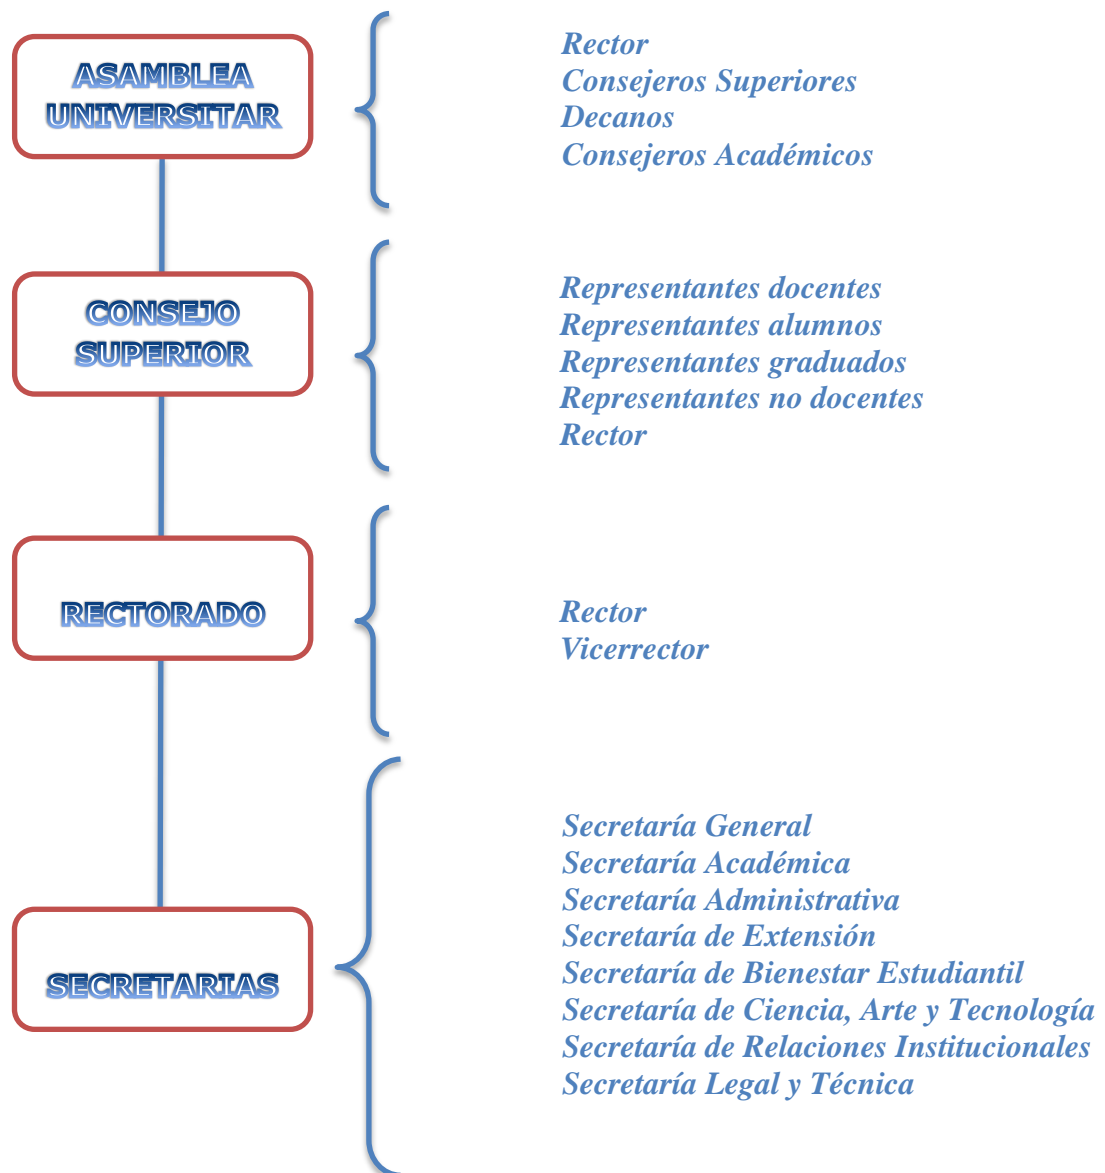 ASAMBLEA
UNIVERSITAR
Rector
Consejeros Superiores
Decanos
Consejeros Académicos
CONSEJO
SUPERIOR
Representantes docentes
Representantes alumnos
Representantes graduados
Representantes no docentes
Rector
RECTORADO
Rector
Vicerrector
SECRETARIAS
Secretaría General
Secretaría Académica
Secretaría Administrativa
Secretaría de Extensión
Secretaría de Bienestar Estudiantil
Secretaría de Ciencia, Arte y Tecnología
Secretaría de Relaciones Institucionales
Secretaría Legal y Técnica